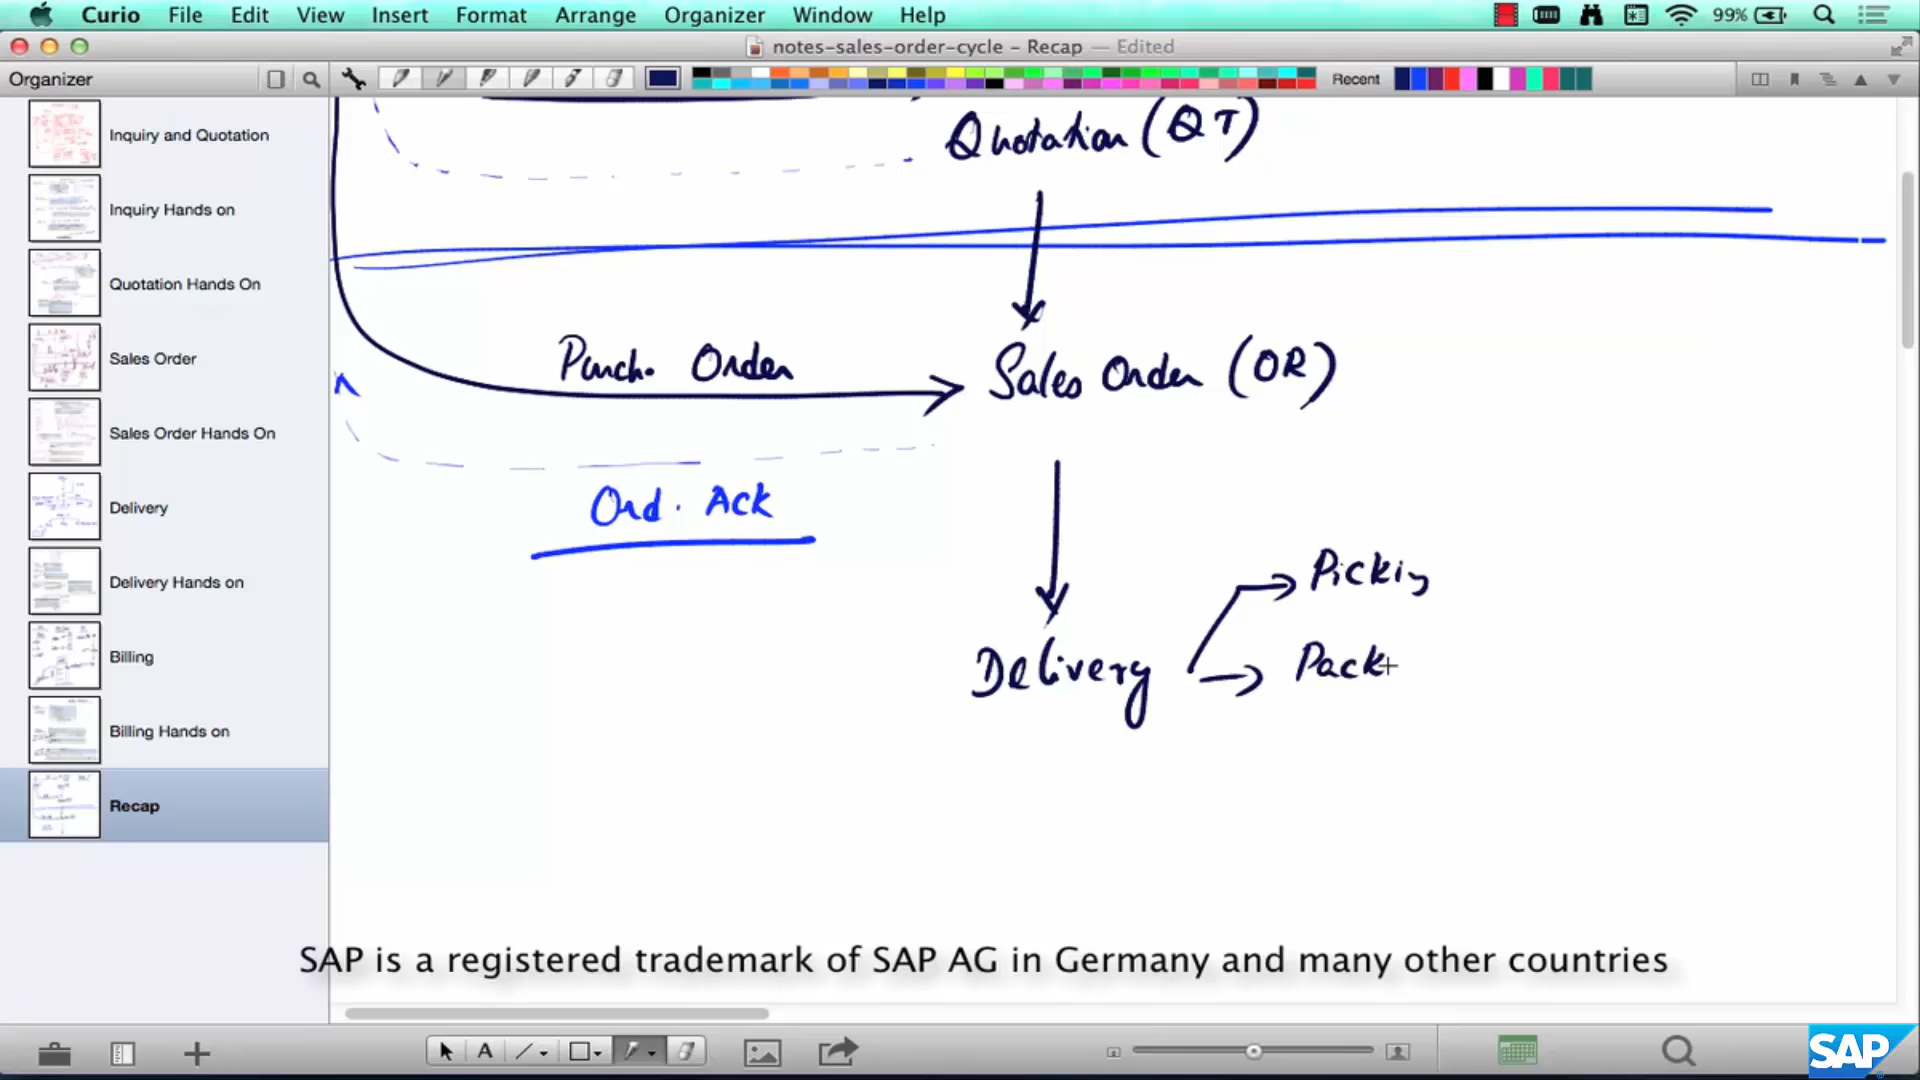 Curio File Edit View Insert Format Arrange Organizer Window Help 99%
notes-sales-order-cycle – Recap — Edited
Organizer
Recent
Inquiry and Quotation
Inquiry Hands on
Quotation Hands On
Sales Order
Sales Order Hands On
Delivery
Delivery Hands on
Billing
Billing Hands on
Recap
Quotation (QT)
Purch. Order
Sales Order (OR)
Ord. Ack
Picking
Delivery
Pack
SAP is a registered trademark of SAP AG in Germany and many other countries
A
SAP